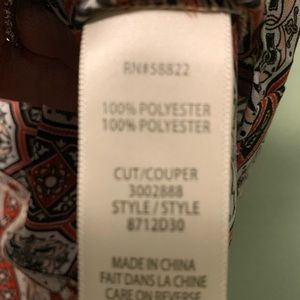 RN#58822
100% POLYESTER
100% POLYESTER
CUT/COUPER
3002888
STYLE / STYLE
8712D30
MADE IN CHINA
FAIT DANS LA CHINE
CARE ON REVERSE